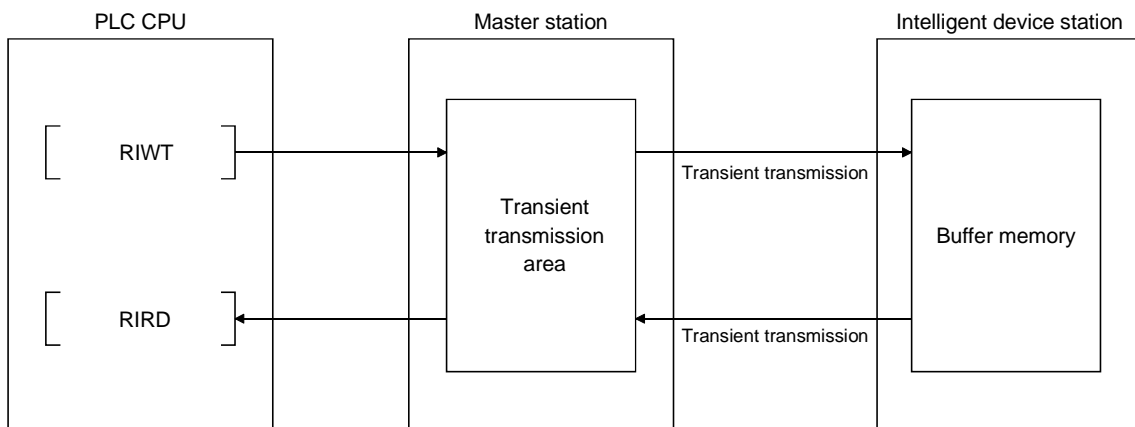 PLC CPU
Master station
Intelligent device station
RIWT
Transient transmission
Transient
transmission
area
Buffer memory
RIRD
Transient transmission